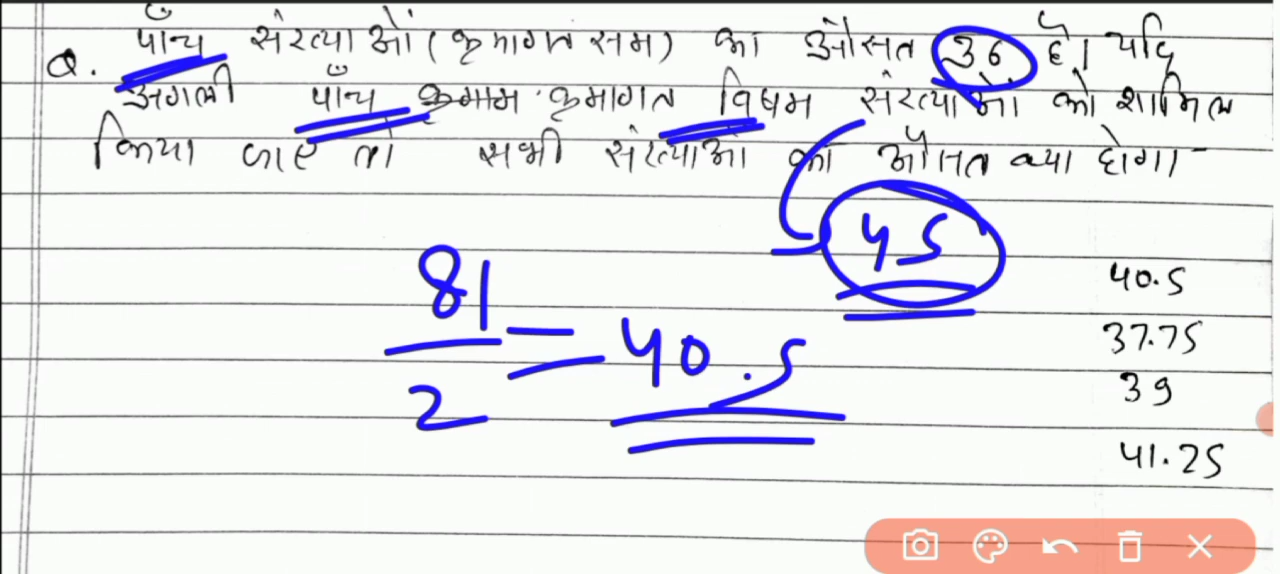 Q. पाँच संख्याओं (क्रमागत सम) का औसत 36 है। यदि
अगली पाँच क्रमागत विषम संख्याओं को शामिल
किया जाए तो सभी संख्याओं का औसत क्या होगा
45
81
2
= 40.5
40.5
37.75
39
41.25